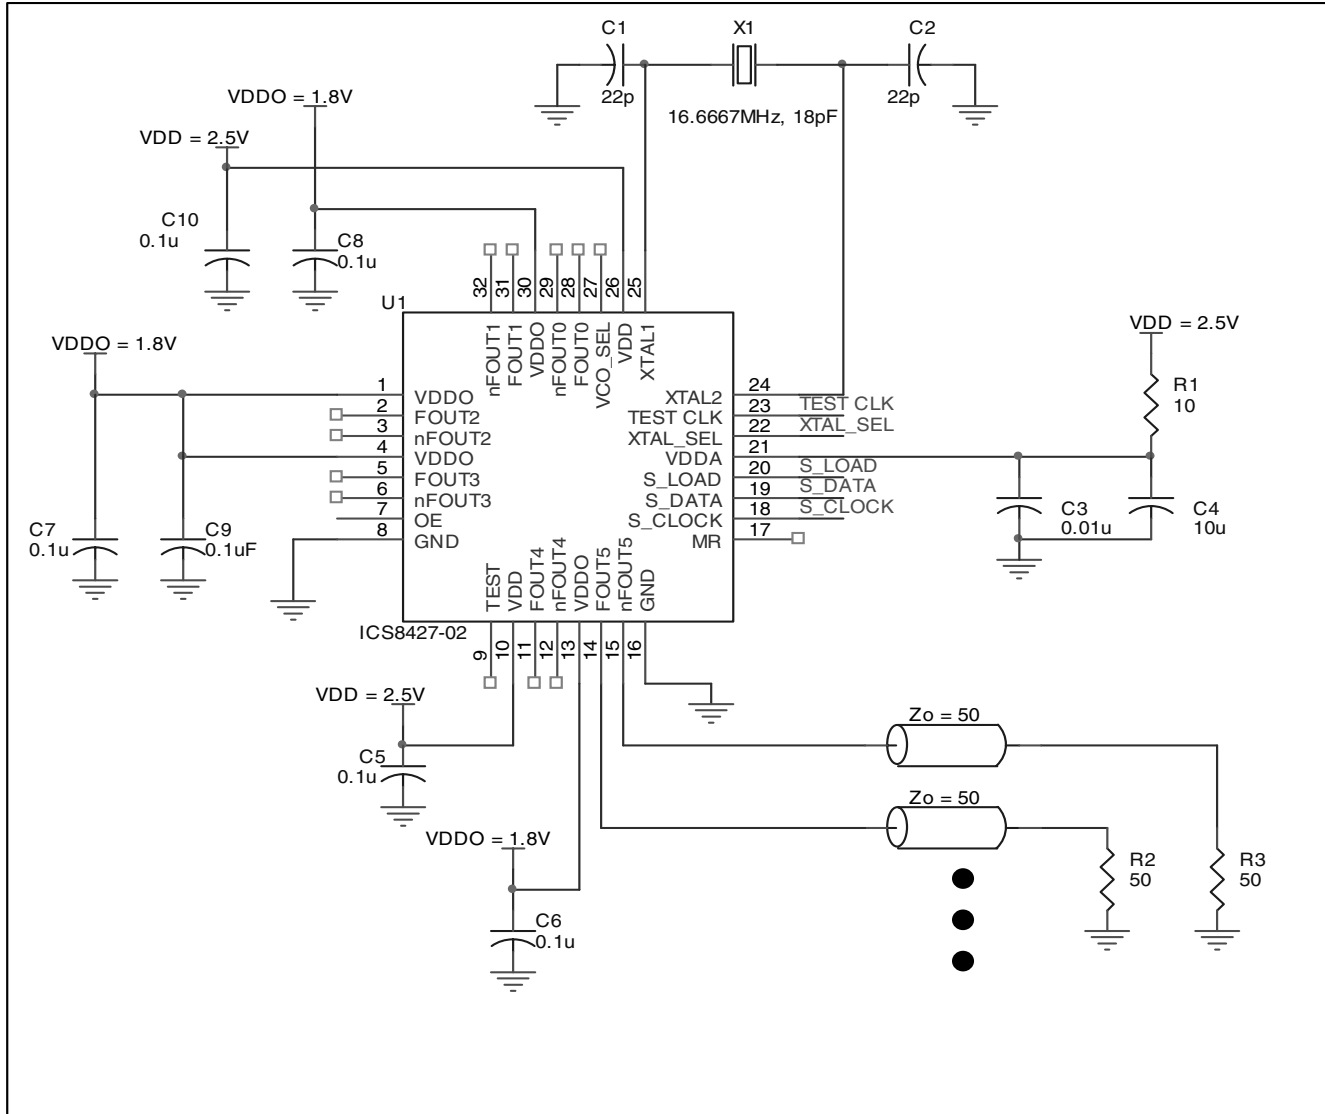 C1
X1
C2
22p
22p
16.6667MHz, 18pF
VDDO = 1.8V
VDD = 2.5V
C10
0.1u
C8
0.1u
32
31
30
29
28
27
26
25
U1
nFOUT1
FOUT1
VDDO
nFOUT0
FOUT0
VCO_SEL
VDD
XTAL1
VDDO = 1.8V
VDD = 2.5V
R1
10
1
VDDO
2
FOUT2
3
nFOUT2
4
VDDO
5
FOUT3
6
nFOUT3
7
OE
8
GND
XTAL2
24
TEST CLK
23
TEST CLK
XTAL_SEL
22
XTAL_SEL
VDDA
21
S_LOAD
20
S_LOAD
S_DATA
19
S_DATA
S_CLOCK
18
S_CLOCK
MR
17
C7
0.1u
C9
0.1uF
C3
0.01u
C4
10u
TEST
VDD
FOUT4
nFOUT4
VDDO
FOUT5
nFOUT5
GND
ICS8427-02
9
10
11
12
13
14
15
16
VDD = 2.5V
C5
0.1u
Zo = 50
Zo = 50
VDDO = 1.8V
C6
0.1u
R2
50
R3
50